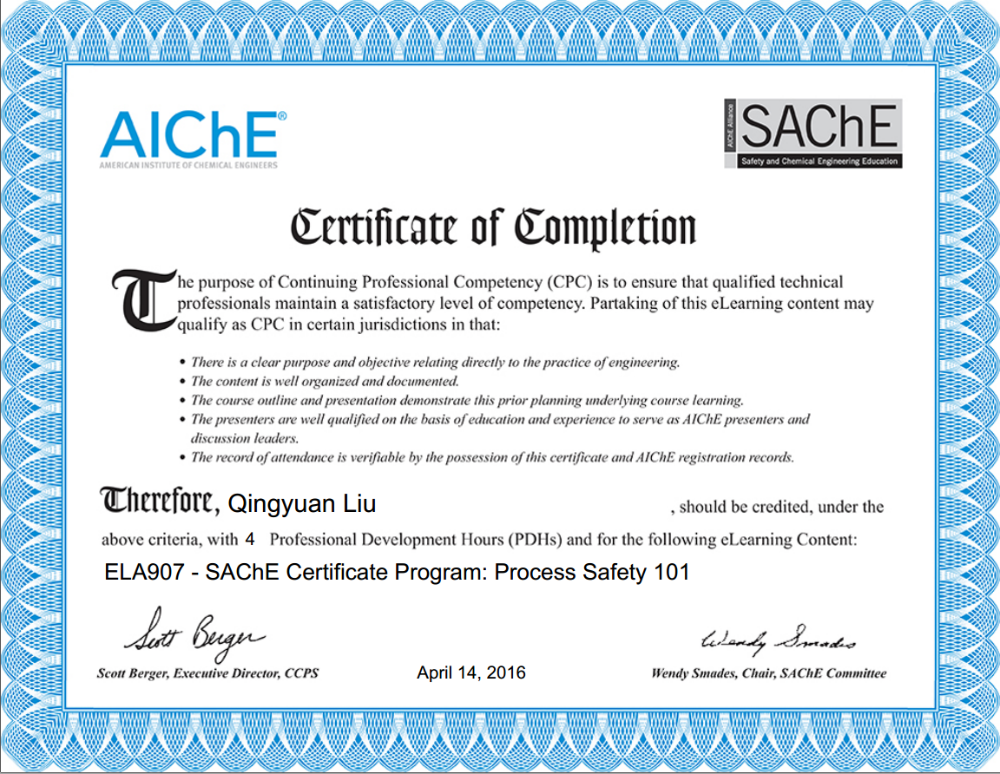 AIChE®
AMERICAN INSTITUTE OF CHEMICAL ENGINEERS
AIChE Alliance
SAChE
Safety and Chemical Engineering Education
Certificate of Completion
The purpose of Continuing Professional Competency (CPC) is to ensure that qualified technical
professionals maintain a satisfactory level of competency. Partaking of this eLearning content may
qualify as CPC in certain jurisdictions in that:
• There is a clear purpose and objective relating directly to the practice of engineering.
• The content is well organized and documented.
• The course outline and presentation demonstrate this prior planning underlying course learning.
• The presenters are well qualified on the basis of education and experience to serve as AIChE presenters and
discussion leaders.
• The record of attendance is verifiable by the possession of this certificate and AIChE registration records.
Therefore, Qingyuan Liu , should be credited, under the
above criteria, with 4 Professional Development Hours (PDHs) and for the following eLearning Content:
ELA907 - SAChE Certificate Program: Process Safety 101
Scott Berger
Wendy Smades
Scott Berger, Executive Director, CCPS
April 14, 2016
Wendy Smades, Chair, SAChE Committee